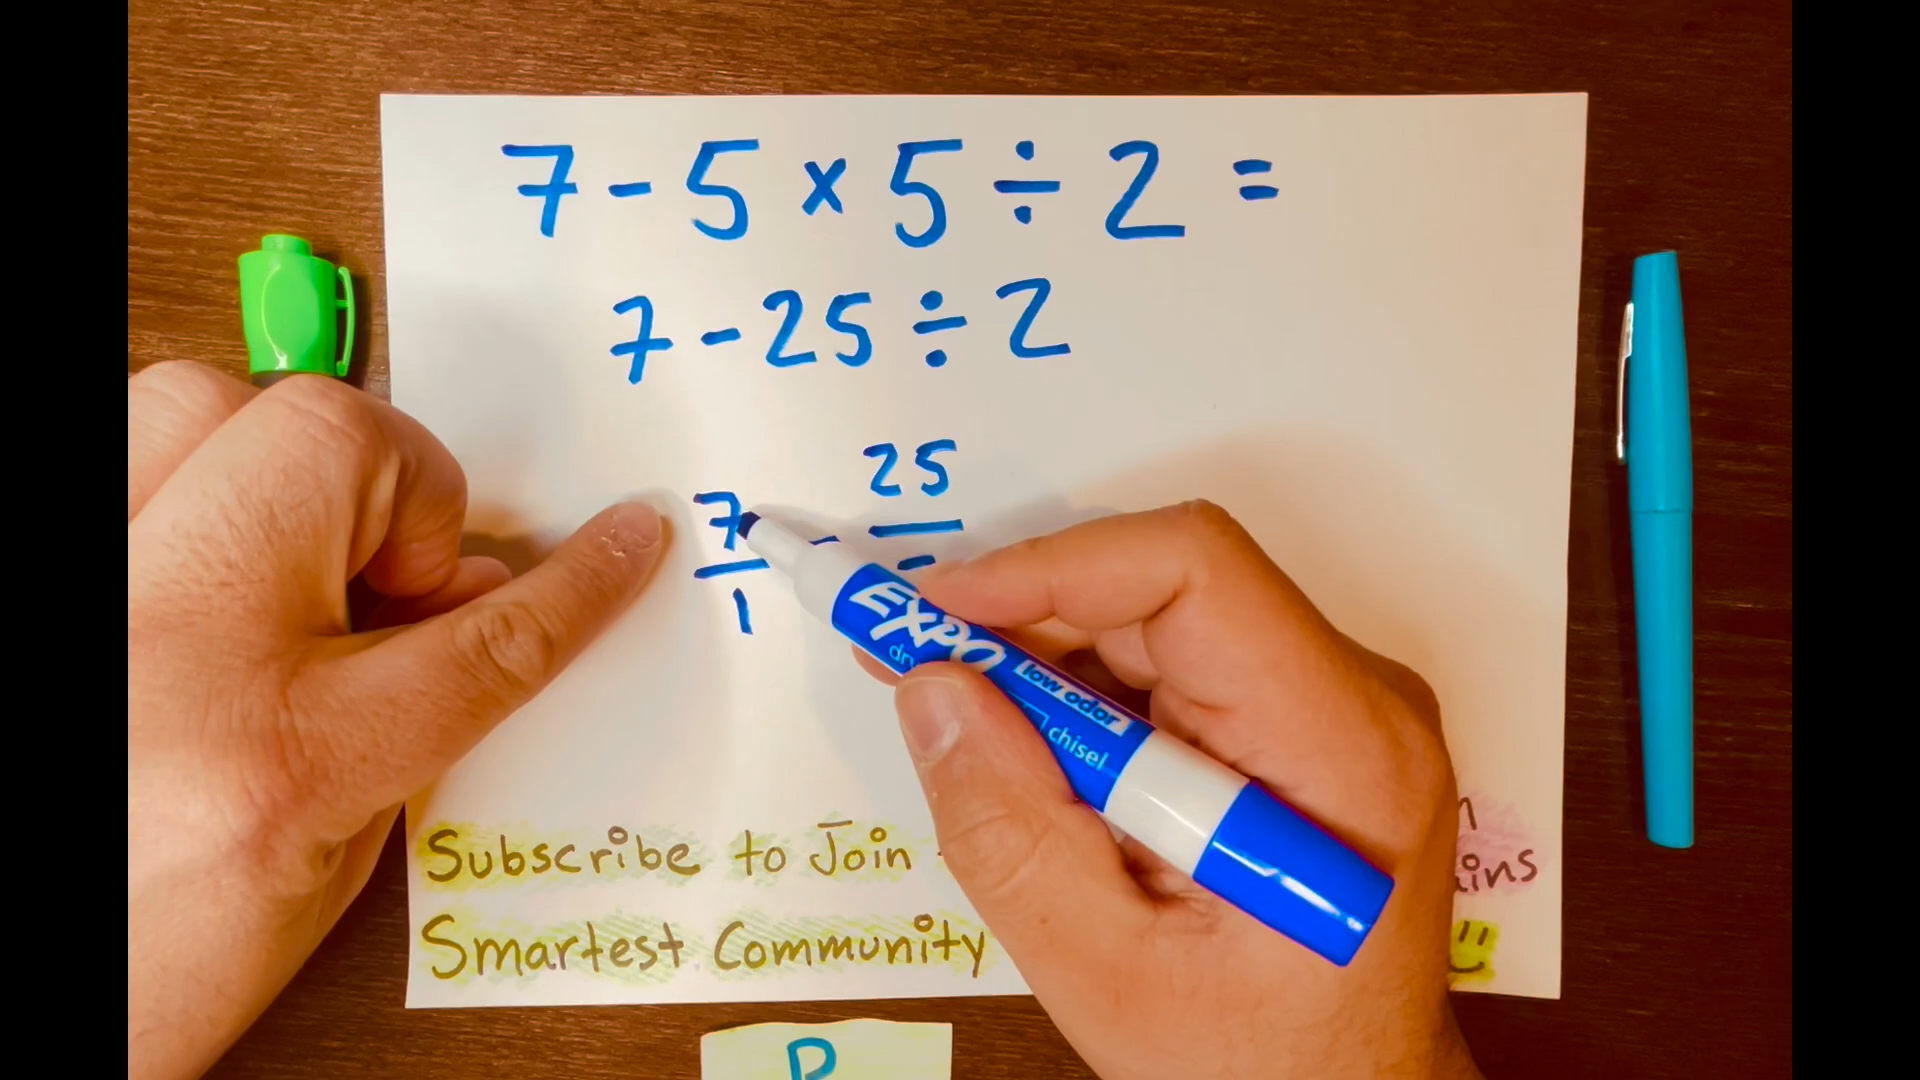 7 - 5 × 5 ÷ 2 =
7 - 25 ÷ 2
7/1 - 25/
EXPO
low odor
chisel
Subscribe to Join
Smartest Community